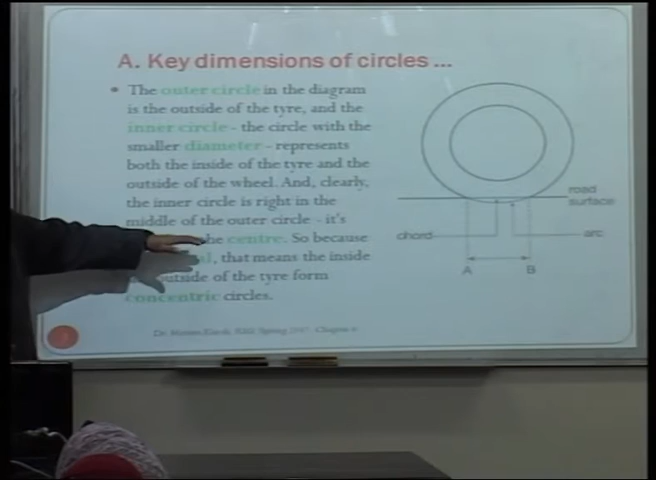 A. Key dimensions of circles ...
The outer circle in the diagram
is the outside of the tyre, and the
inner circle - the circle with the
smaller diameter - represents
both the inside of the tyre and the
outside of the wheel. And, clearly,
the inner circle is right in the
middle of the outer circle - it's
he centre. So because
that means the inside
outside of the tyre form
concentric circles.
road
surface
chord
arc
A
B